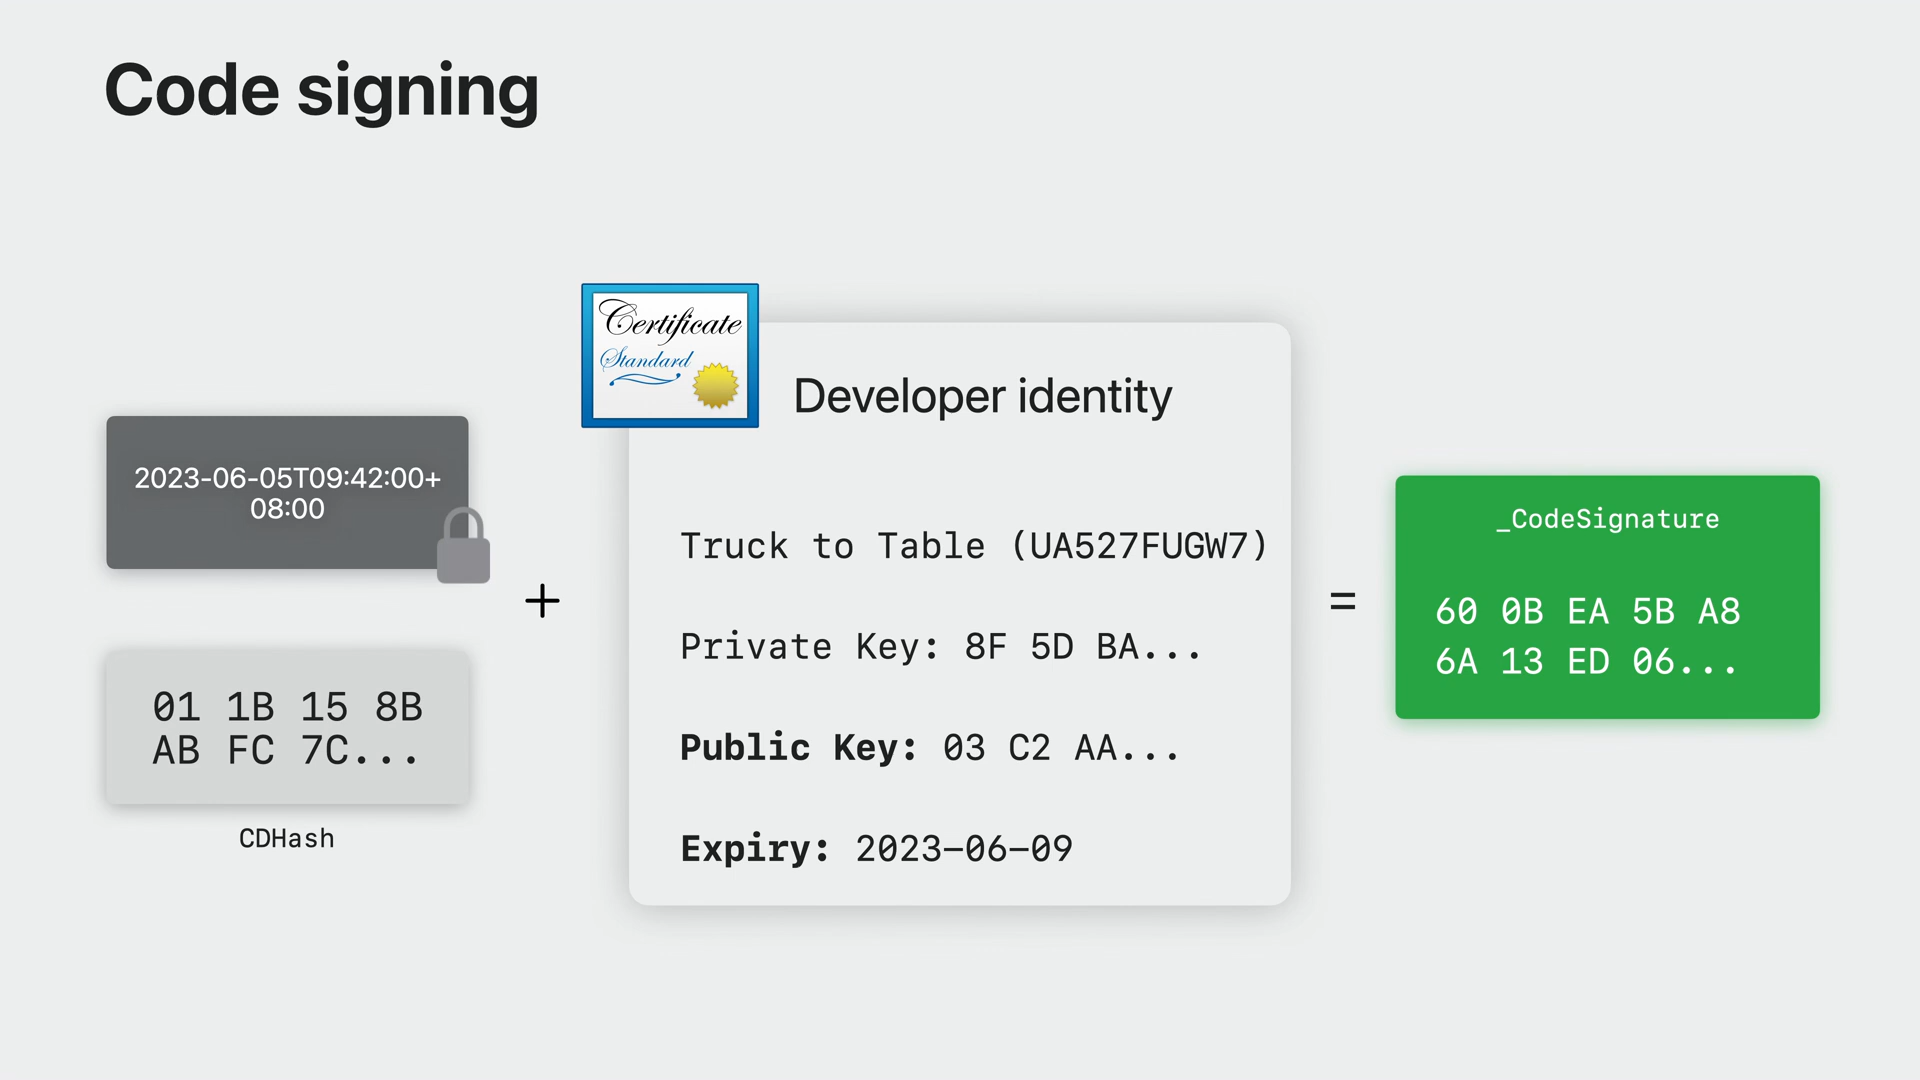 Code signing
2023-06-05T09:42:00+
08:00
01 1B 15 8B
AB FC 7C...
CDHash
+
Certificate
Standard
Developer identity
Truck to Table (UA527FUGW7)
Private Key: 8F 5D BA...
Public Key: 03 C2 AA...
Expiry: 2023–06–09
=
_CodeSignature
60 0B EA 5B A8
6A 13 ED 06...